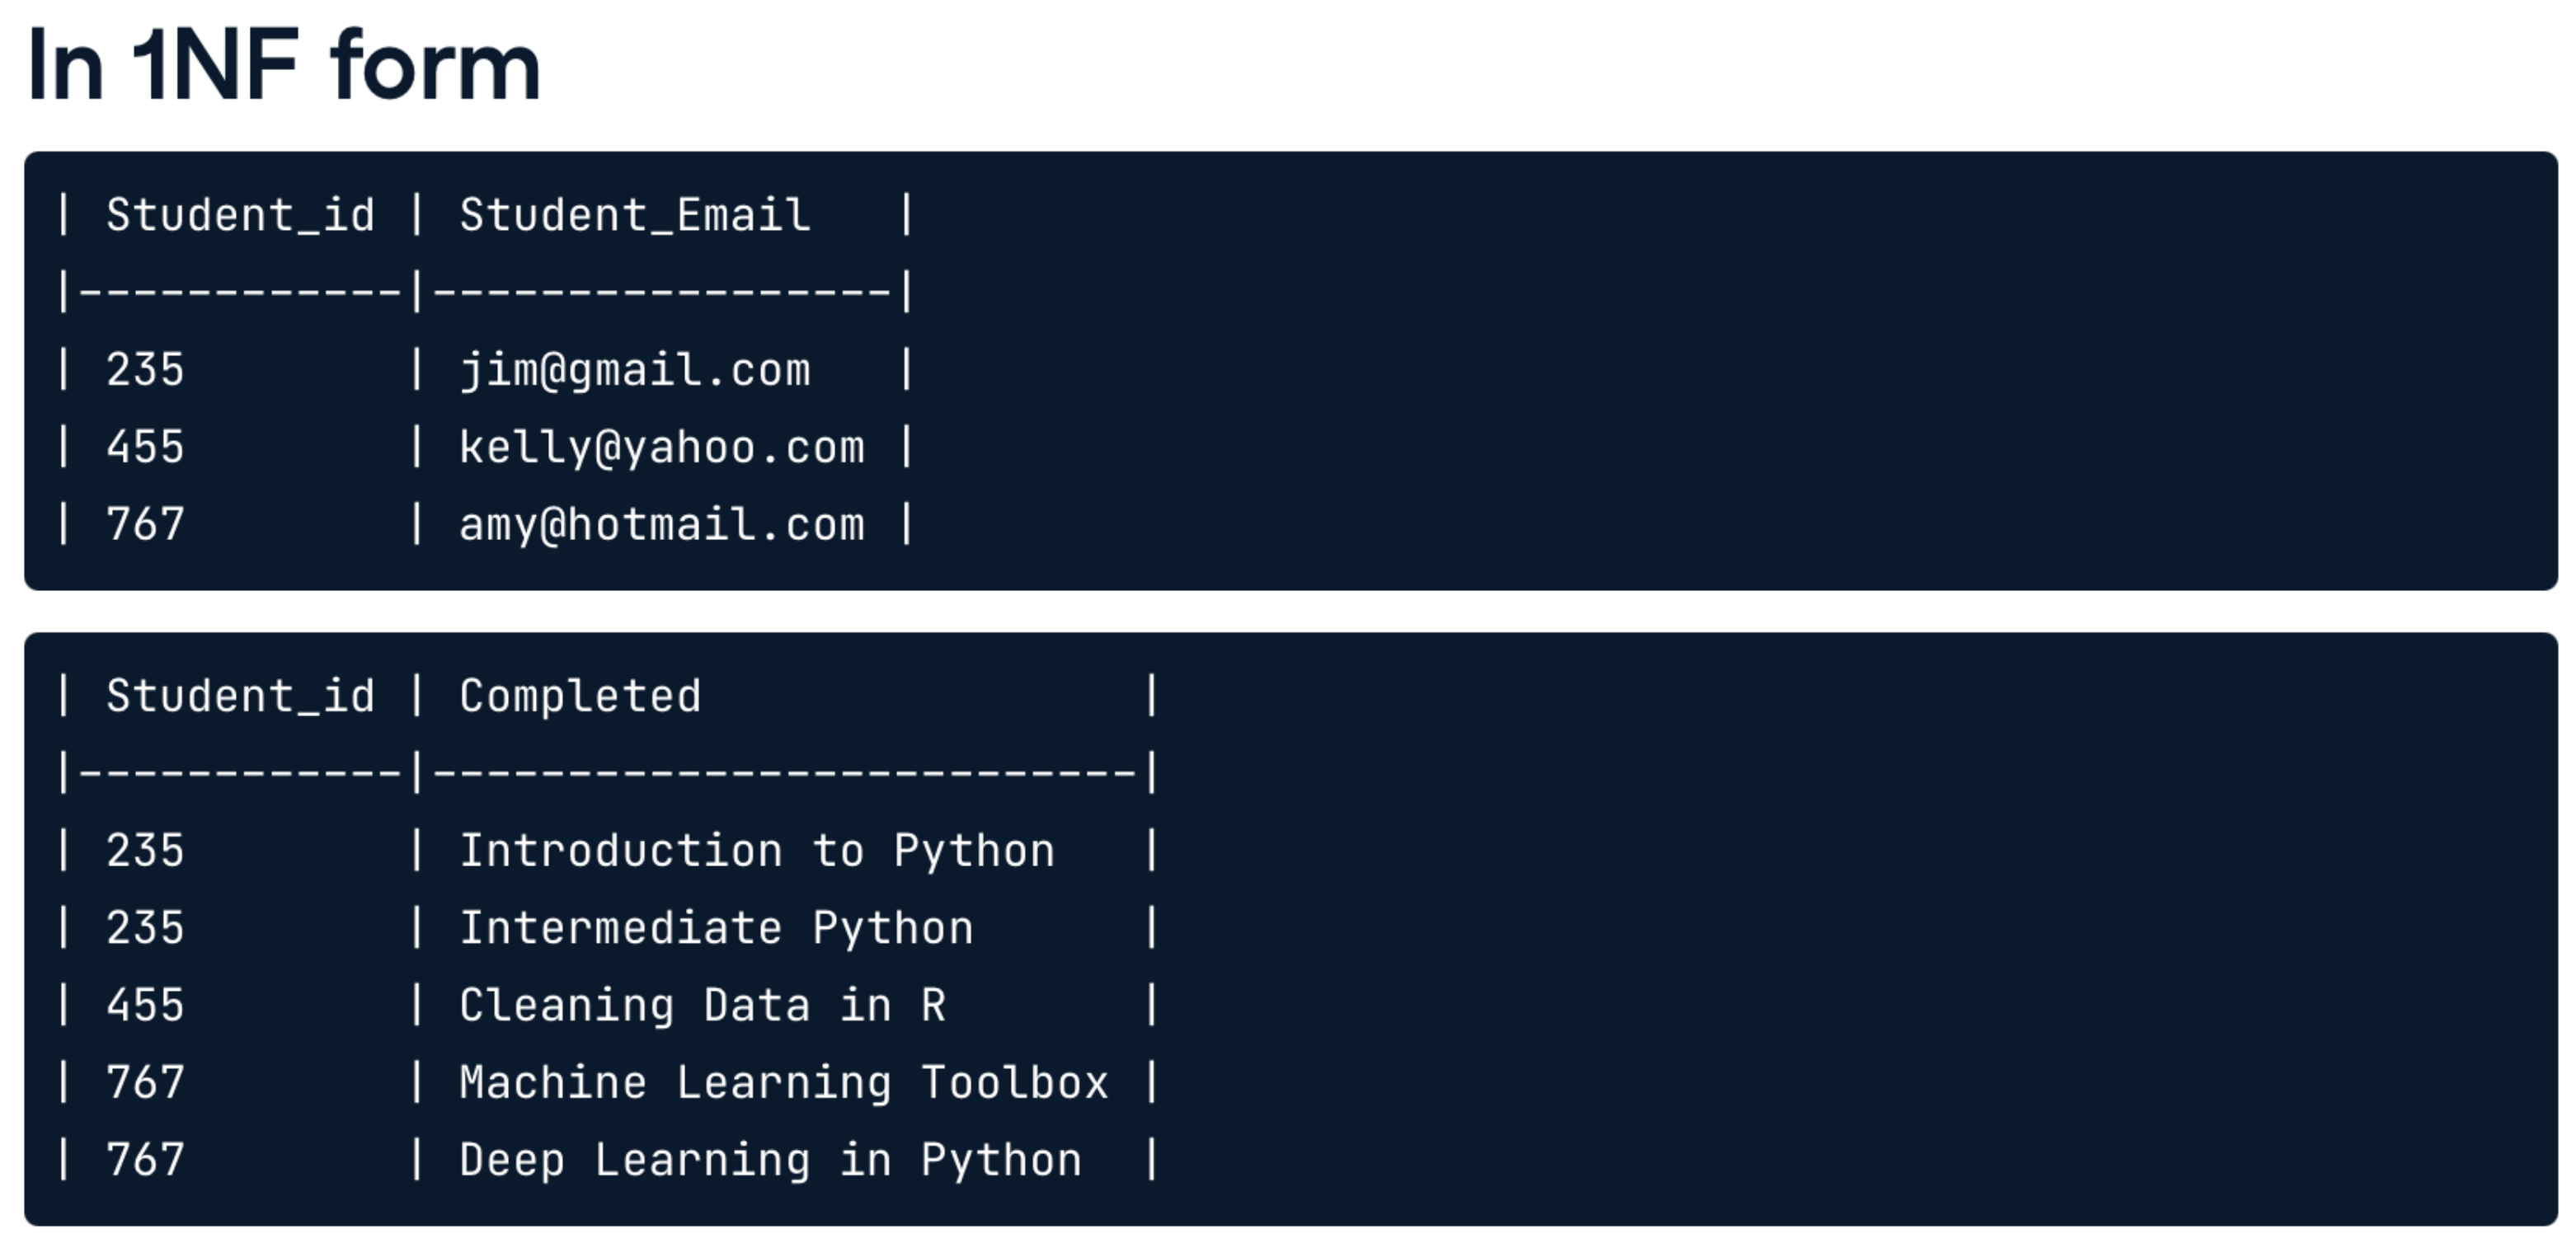 In 1NF form
| Student_id | Student_Email   |
|------------|-----------------|
| 235        | jim@gmail.com   |
| 455        | kelly@yahoo.com |
| 767        | amy@hotmail.com |
| Student_id | Completed                |
|------------|--------------------------|
| 235        | Introduction to Python   |
| 235        | Intermediate Python      |
| 455        | Cleaning Data in R       |
| 767        | Machine Learning Toolbox |
| 767        | Deep Learning in Python  |